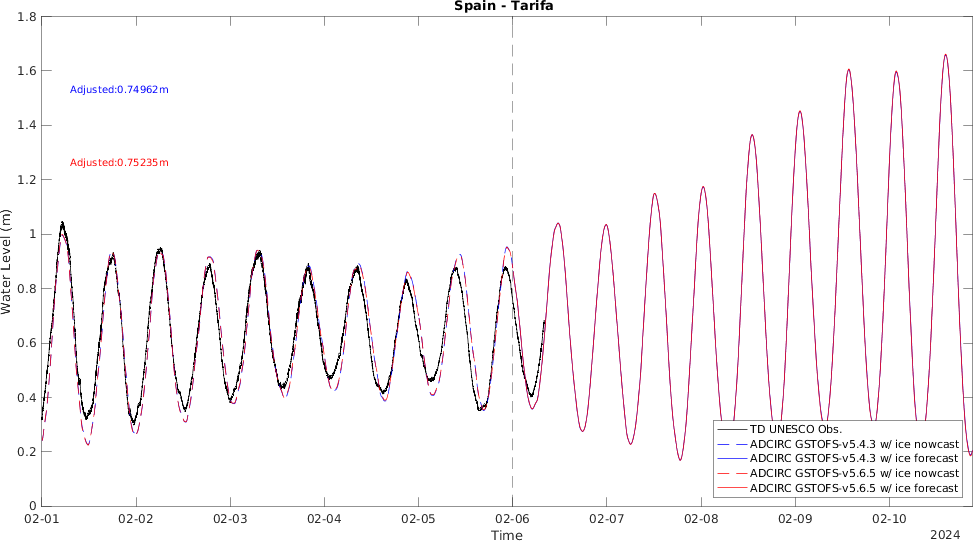 Spain - Tarifa
1.8
1.6
1.4
1.2
1
0.8
0.6
0.4
0.2
0
Water Level (m)
Adjusted:0.74962m
Adjusted:0.75235m
TD UNESCO Obs.
ADCIRC GSTOFS-v5.4.3 w/ ice nowcast
ADCIRC GSTOFS-v5.4.3 w/ ice forecast
ADCIRC GSTOFS-v5.6.5 w/ ice nowcast
ADCIRC GSTOFS-v5.6.5 w/ ice forecast
02-01 02-02 02-03 02-04 02-05 02-06 02-07 02-08 02-09 02-10
Time
2024